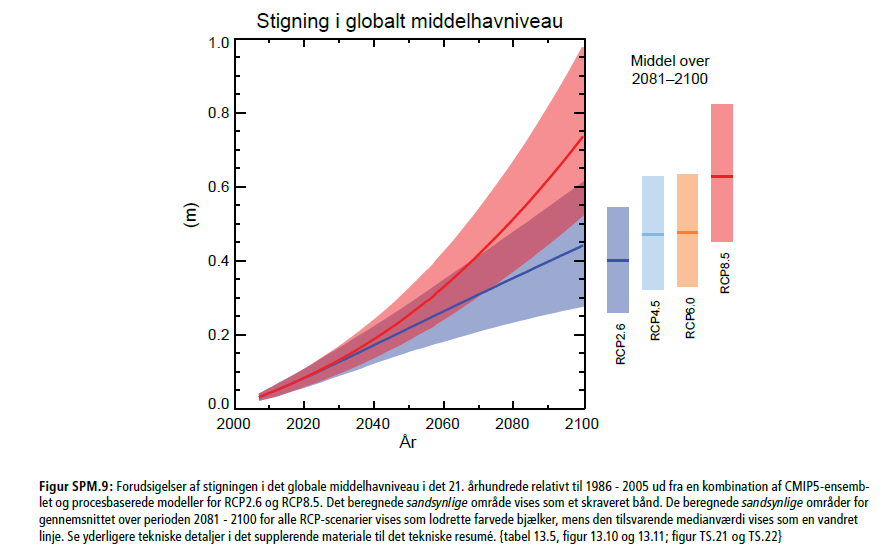 Stigning i globalt middelhavniveau
1.0
0.8
0.6
0.4
0.2
0.0
(m)
2000 2020 2040 2060 2080 2100
År
Middel over
2081–2100
RCP2.6
RCP4.5
RCP6.0
RCP8.5
Figur SPM.9: Forudsigelser af stigningen i det globale middelhavniveau i det 21. århundrede relativt til 1986 - 2005 ud fra en kombination af CMIP5-ensemb-
let og procesbaserede modeller for RCP2.6 og RCP8.5. Det beregnede sandsynlige område vises som et skraveret bånd. De beregnede sandsynlige områder for
gennemsnittet over perioden 2081 - 2100 for alle RCP-scenarier vises som lodrette farvede bjælker, mens den tilsvarende medianværdi vises som en vandret
linje. Se yderligere tekniske detaljer i det supplerende materiale til det tekniske resumé. {tabel 13.5, figur 13.10 og 13.11; figur TS.21 og TS.22}